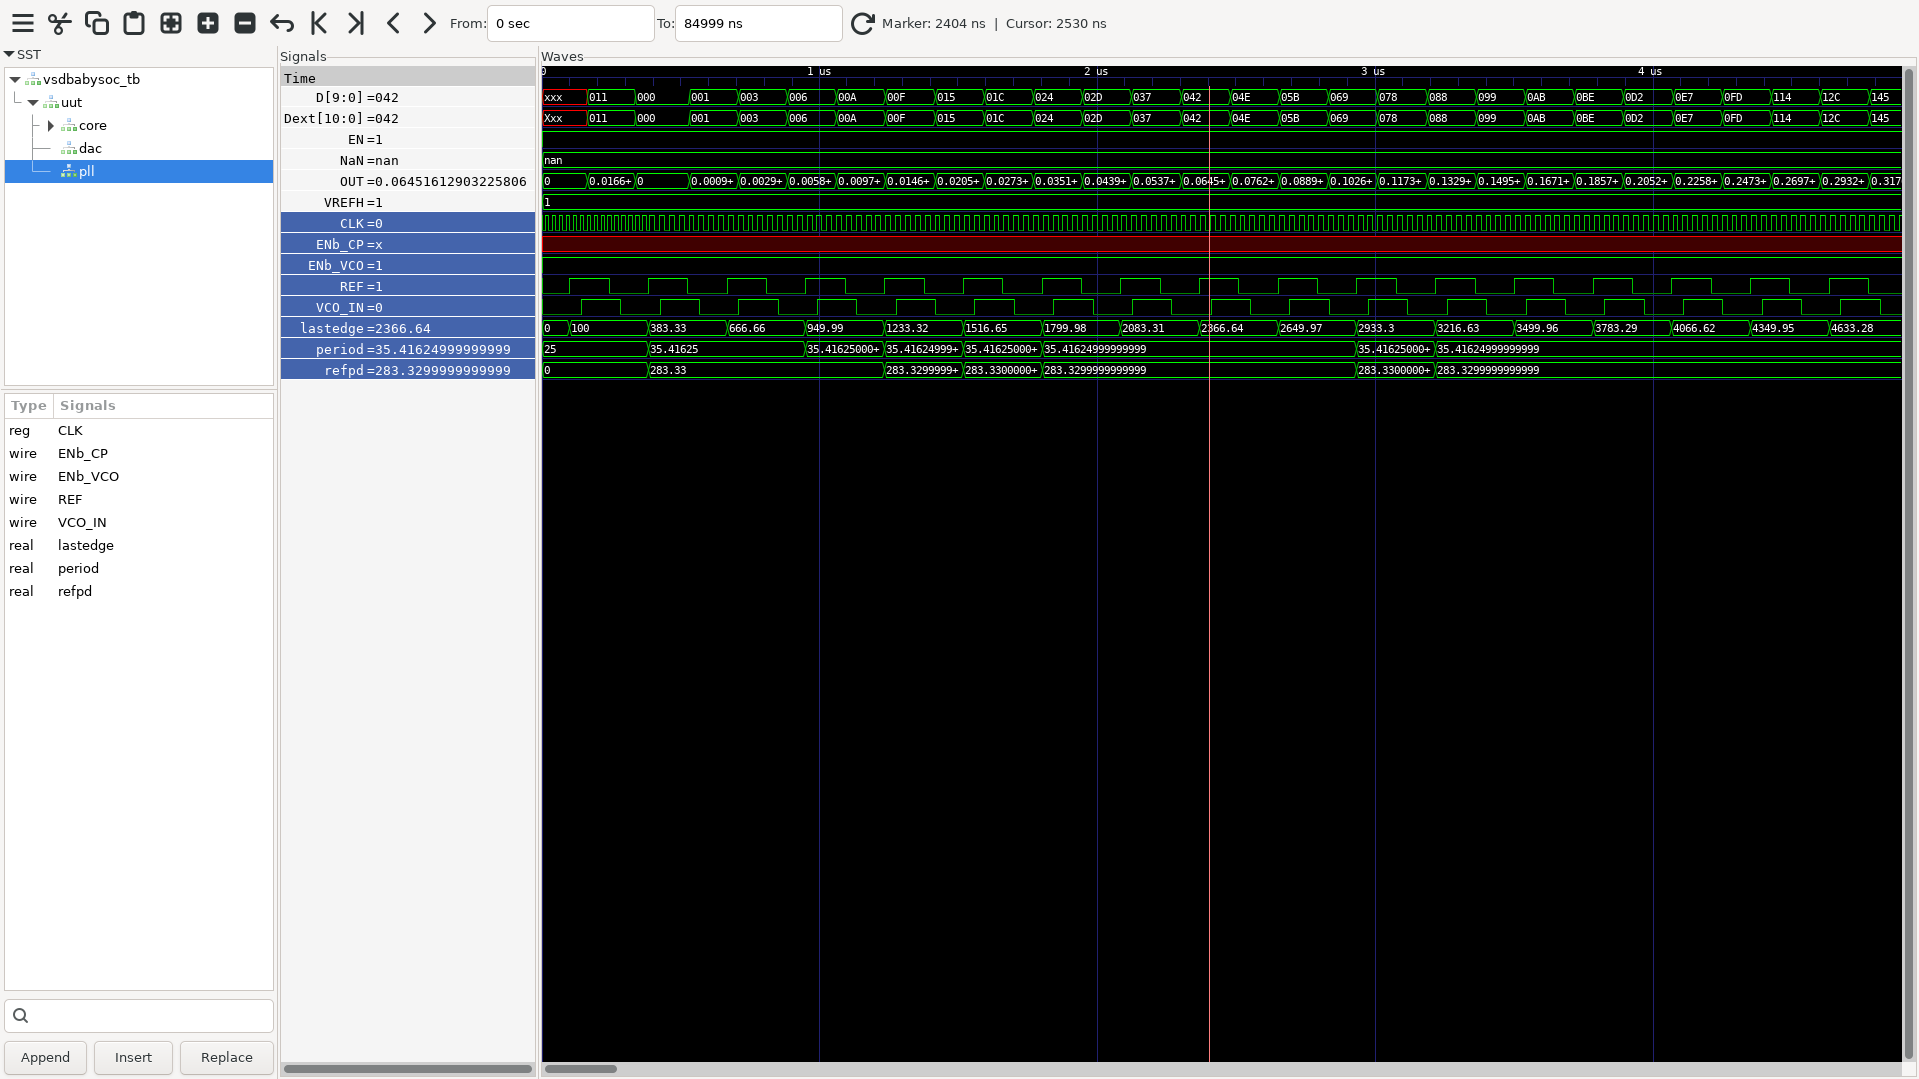 From: 0 sec To: 84999 ns Marker: 2404 ns | Cursor: 2530 ns
SST
vsdbabysoc_tb
uut
core
dac
pll
Type Signals
reg CLK
wire ENb_CP
wire ENb_VCO
wire REF
wire VCO_IN
real lastedge
real period
real refpd
Append Insert Replace
Signals
Time
D[9:0] =042
Dext[10:0] =042
EN =1
NaN =nan
OUT =0.06451612903225806
VREFH =1
CLK =0
ENb_CP =x
ENb_VCO =1
REF =1
VCO_IN =0
lastedge =2366.64
period =35.41624999999999
refpd =283.3299999999999
Waves
0 1 us 2 us 3 us 4 us
xxx 011 000 001 003 006 00A 00F 015 01C 024 02D 037 042 04E 05B 069 078 088 099 0AB 0BE 0D2 0E7 0FD 114 12C 145
Xxx 011 000 001 003 006 00A 00F 015 01C 024 02D 037 042 04E 05B 069 078 088 099 0AB 0BE 0D2 0E7 0FD 114 12C 145
nan
0 0.0166+ 0 0.0009+ 0.0029+ 0.0058+ 0.0097+ 0.0146+ 0.0205+ 0.0273+ 0.0351+ 0.0439+ 0.0537+ 0.0645+ 0.0762+ 0.0889+ 0.1026+ 0.1173+ 0.1329+ 0.1495+ 0.1671+ 0.1857+ 0.2052+ 0.2258+ 0.2473+ 0.2697+ 0.2932+ 0.317
1
0 100 383.33 666.66 949.99 1233.32 1516.65 1799.98 2083.31 2366.64 2649.97 2933.3 3216.63 3499.96 3783.29 4066.62 4349.95 4633.28
25 35.41625 35.41625000+ 35.41624999+ 35.41625000+ 35.41624999999999 35.41625000+ 35.41624999999999
0 283.33 283.3299999+ 283.3300000+ 283.3299999999999 283.3300000+ 283.3299999999999